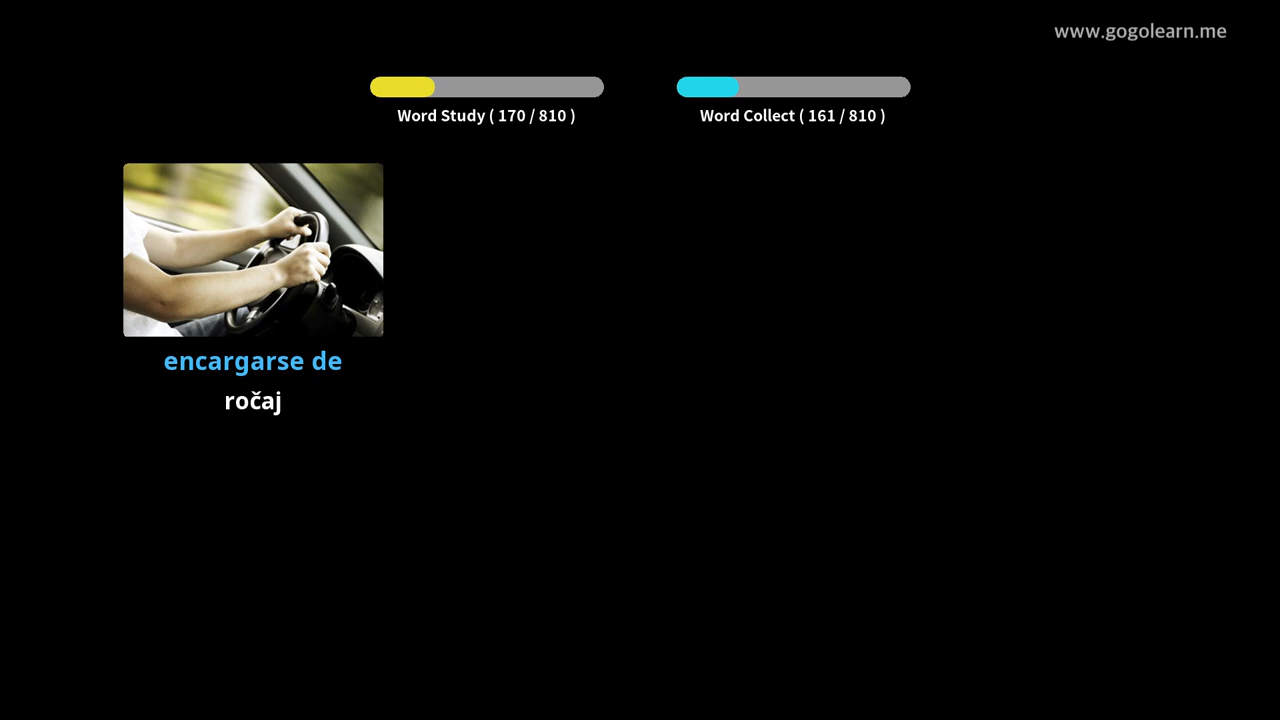 www.gogolearn.me
Word Study ( 170 / 810 )
Word Collect ( 161 / 810 )
encargarse de
ročaj